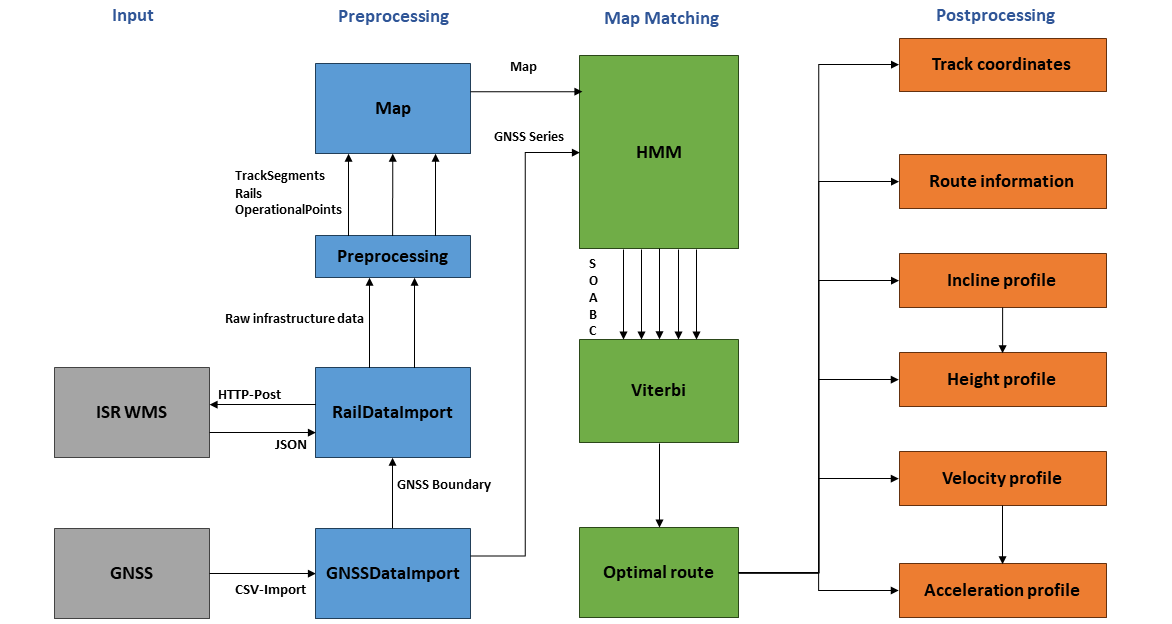 Input
Preprocessing
Map Matching
Postprocessing
Map
Map
GNSS Series
HMM
TrackSegments
Rails
OperationalPoints
Preprocessing
Raw infrastructure data
ISR WMS
HTTP-Post
JSON
RailDataImport
GNSS Boundary
GNSS
CSV-Import
GNSSDataImport
S
O
A
B
C
Viterbi
Optimal route
Track coordinates
Route information
Incline profile
Height profile
Velocity profile
Acceleration profile